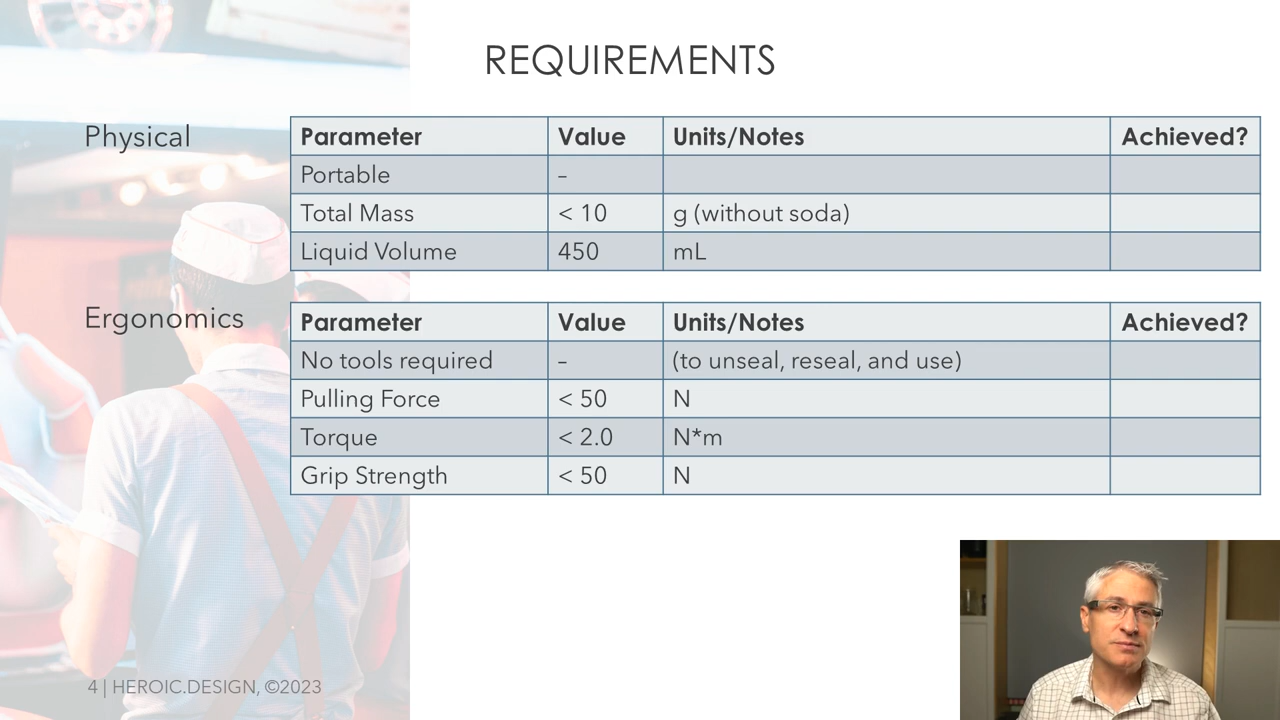 REQUIREMENTS
Physical
Parameter Value Units/Notes Achieved?
Portable –
Total Mass < 10 g (without soda)
Liquid Volume 450 mL
Ergonomics
Parameter Value Units/Notes Achieved?
No tools required – (to unseal, reseal, and use)
Pulling Force < 50 N
Torque < 2.0 N*m
Grip Strength < 50 N
4 | HEROIC.DESIGN, ©2023